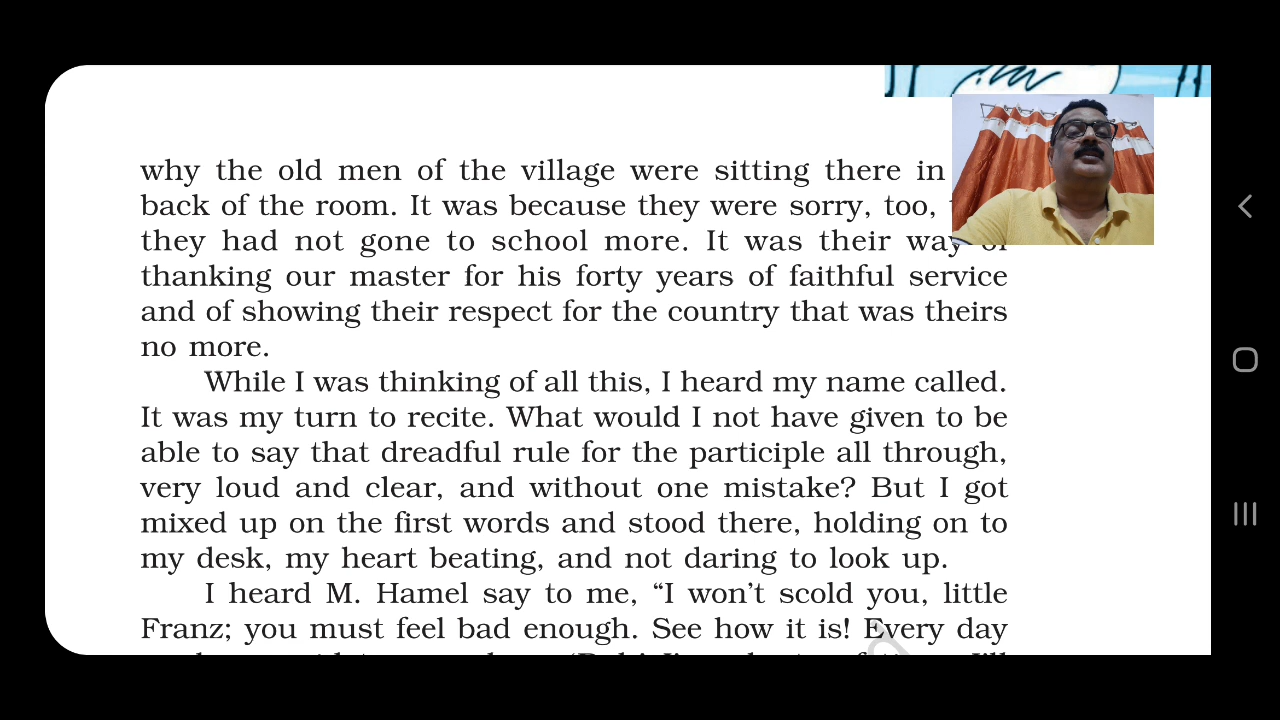 why the old men of the village were sitting there in
back of the room. It was because they were sorry, too,
they had not gone to school more. It was their way of
thanking our master for his forty years of faithful service
and of showing their respect for the country that was theirs
no more.
While I was thinking of all this, I heard my name called.
It was my turn to recite. What would I not have given to be
able to say that dreadful rule for the participle all through,
very loud and clear, and without one mistake? But I got
mixed up on the first words and stood there, holding on to
my desk, my heart beating, and not daring to look up.
I heard M. Hamel say to me, “I won’t scold you, little
Franz; you must feel bad enough. See how it is! Every day